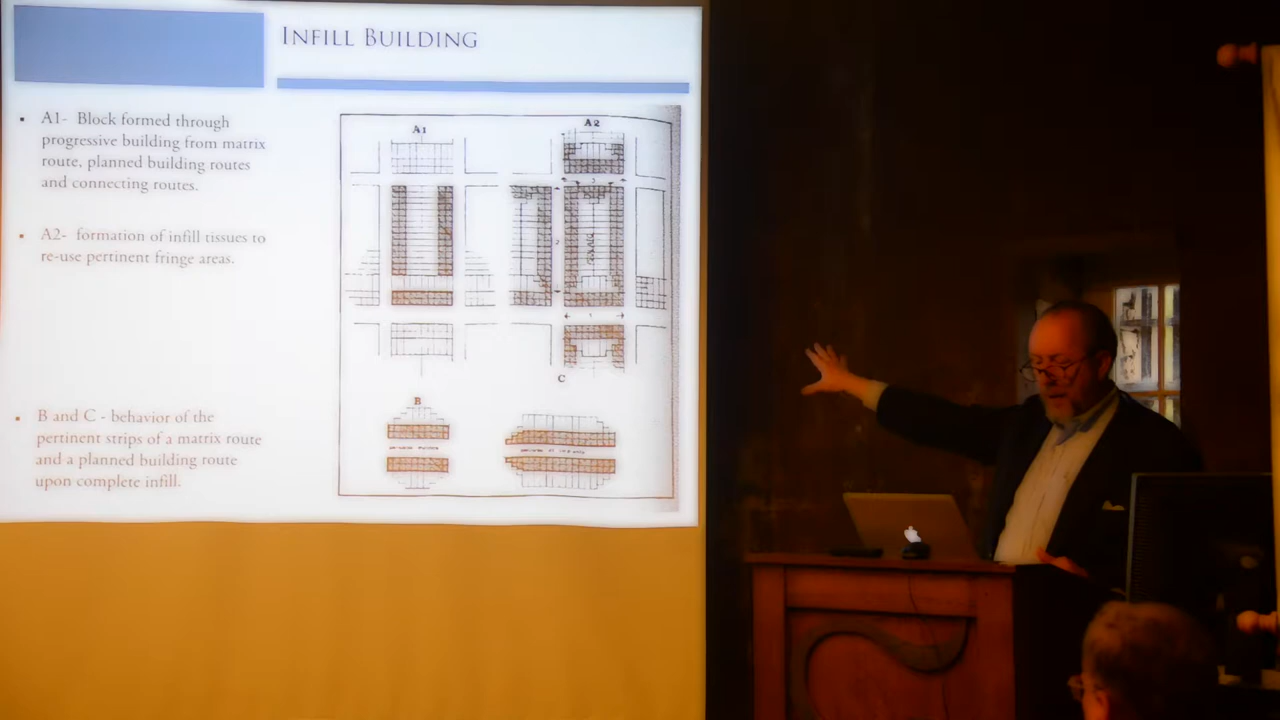 INFILL BUILDING
A1- Block formed through
progressive building from matrix
route, planned building routes
and connecting routes.
A2- formation of infill tissues to
re-use pertinent fringe areas.
B and C - behavior of the
pertinent strips of a matrix route
and a planned building route
upon complete infill.
A1
A2
C
B